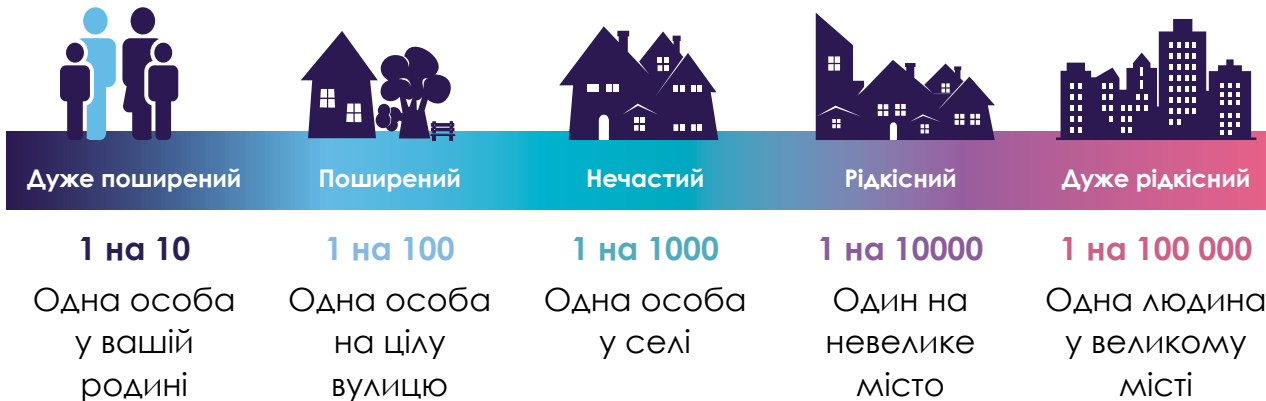 Дуже поширений
Поширений
Нечастий
Рідкісний
Дуже рідкісний
1 на 10
1 на 100
1 на 1000
1 на 10000
1 на 100 000
Одна особа
у вашій
родині
Одна особа
на цілу
вулицю
Одна особа
у селі
Один на
невелике
місто
Одна людина
у великому
місті